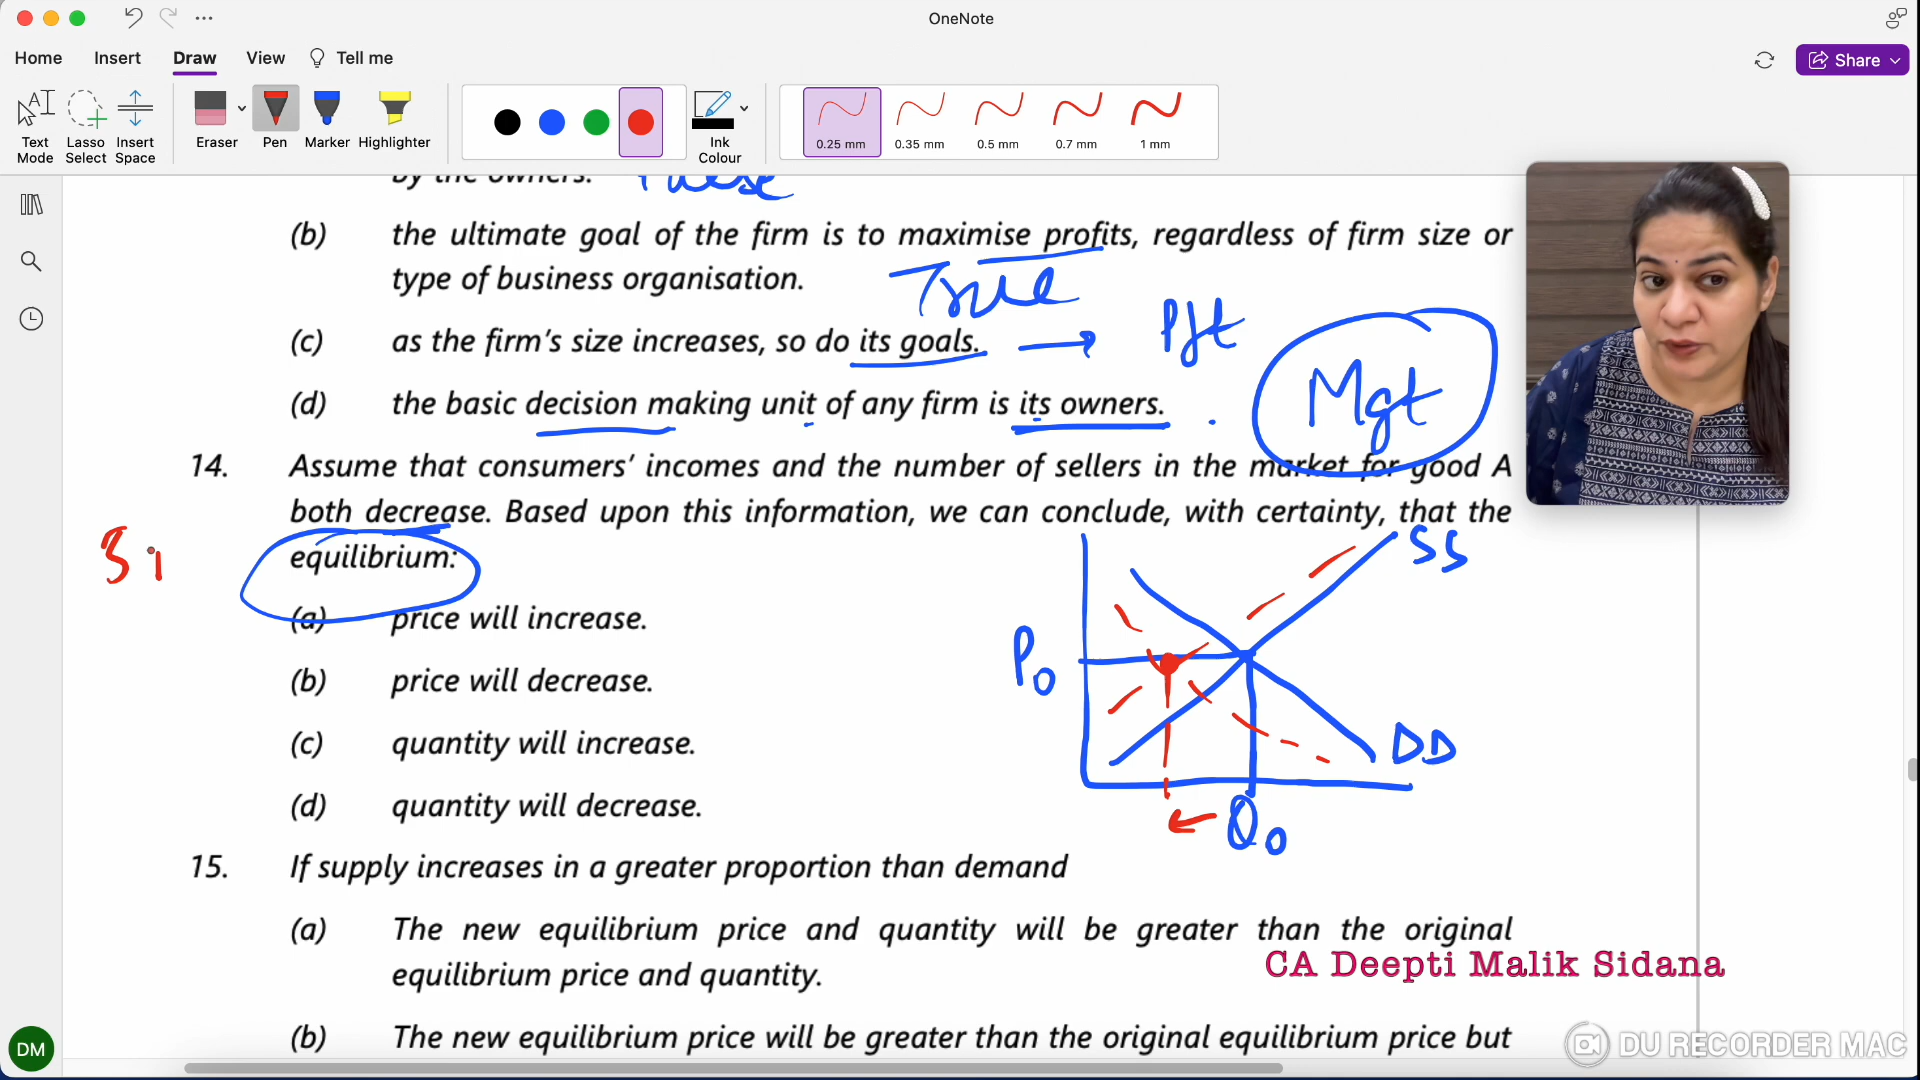 OneNote
Home Insert Draw View Tell me
Share
Text Mode
Lasso Select
Insert Space
Eraser
Pen
Marker
Highlighter
Ink Colour
0.25 mm
0.35 mm
0.5 mm
0.7 mm
1 mm
by the owners. False
(b) the ultimate goal of the firm is to maximise profits, regardless of firm size or
type of business organisation. True
(c) as the firm's size increases, so do its goals. → Pft
Mgt
(d) the basic decision making unit of any firm is its owners.
14. Assume that consumers' incomes and the number of sellers in the market for good A
both decrease. Based upon this information, we can conclude, with certainty, that the
equilibrium:
SS
(a) price will increase.
P0
(b) price will decrease.
(c) quantity will increase.
DD
(d) quantity will decrease.
Q0
15. If supply increases in a greater proportion than demand
(a) The new equilibrium price and quantity will be greater than the original
equilibrium price and quantity.
CA Deepti Malik Sidana
(b) The new equilibrium price will be greater than the original equilibrium price but
DM
DU RECORDER MAC